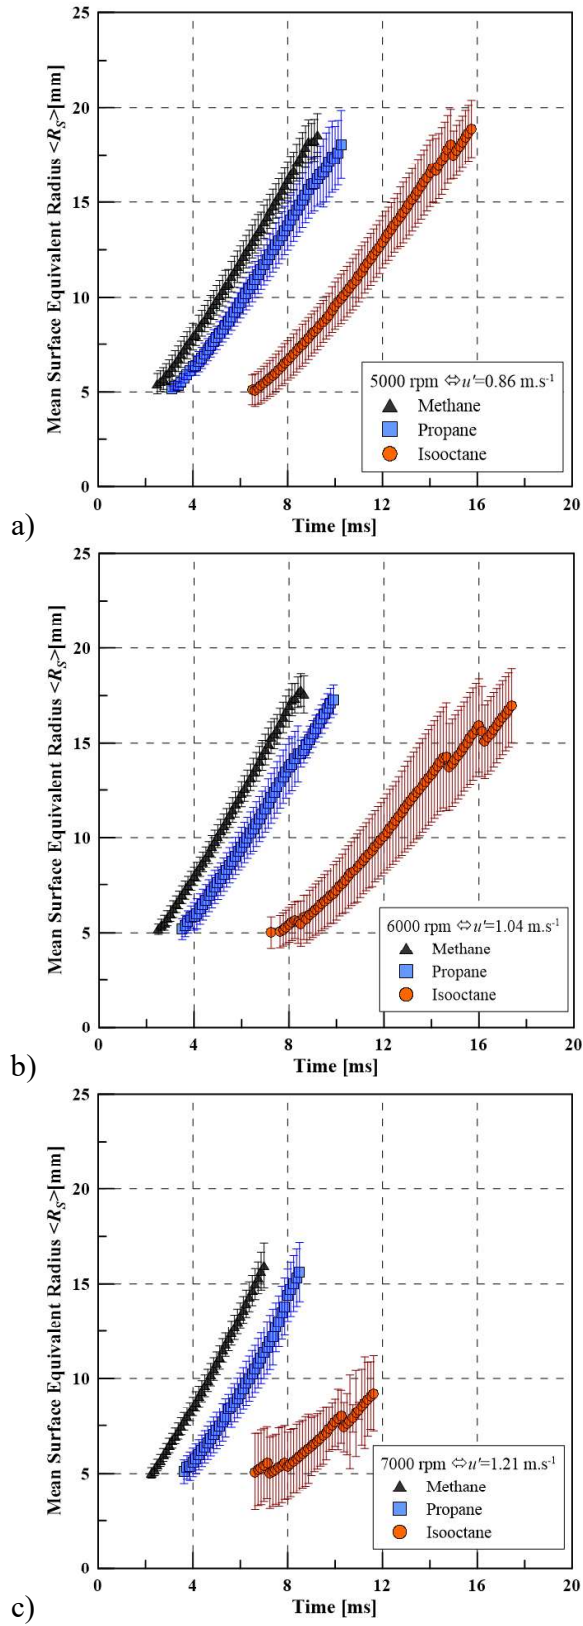 25
20
15
10
5
0
Mean Surface Equivalent Radius <R_S>[mm]
5000 rpm ⇔u'=0.86 m.s⁻¹
Methane
Propane
Isooctane
0 4 8 12 16 20
Time [ms]
a)
25
20
15
10
5
0
Mean Surface Equivalent Radius <R_S>[mm]
6000 rpm ⇔u'=1.04 m.s⁻¹
Methane
Propane
Isooctane
0 4 8 12 16 20
Time [ms]
b)
25
20
15
10
5
0
Mean Surface Equivalent Radius <R_S>[mm]
7000 rpm ⇔u'=1.21 m.s⁻¹
Methane
Propane
Isooctane
0 4 8 12 16 20
Time [ms]
c)